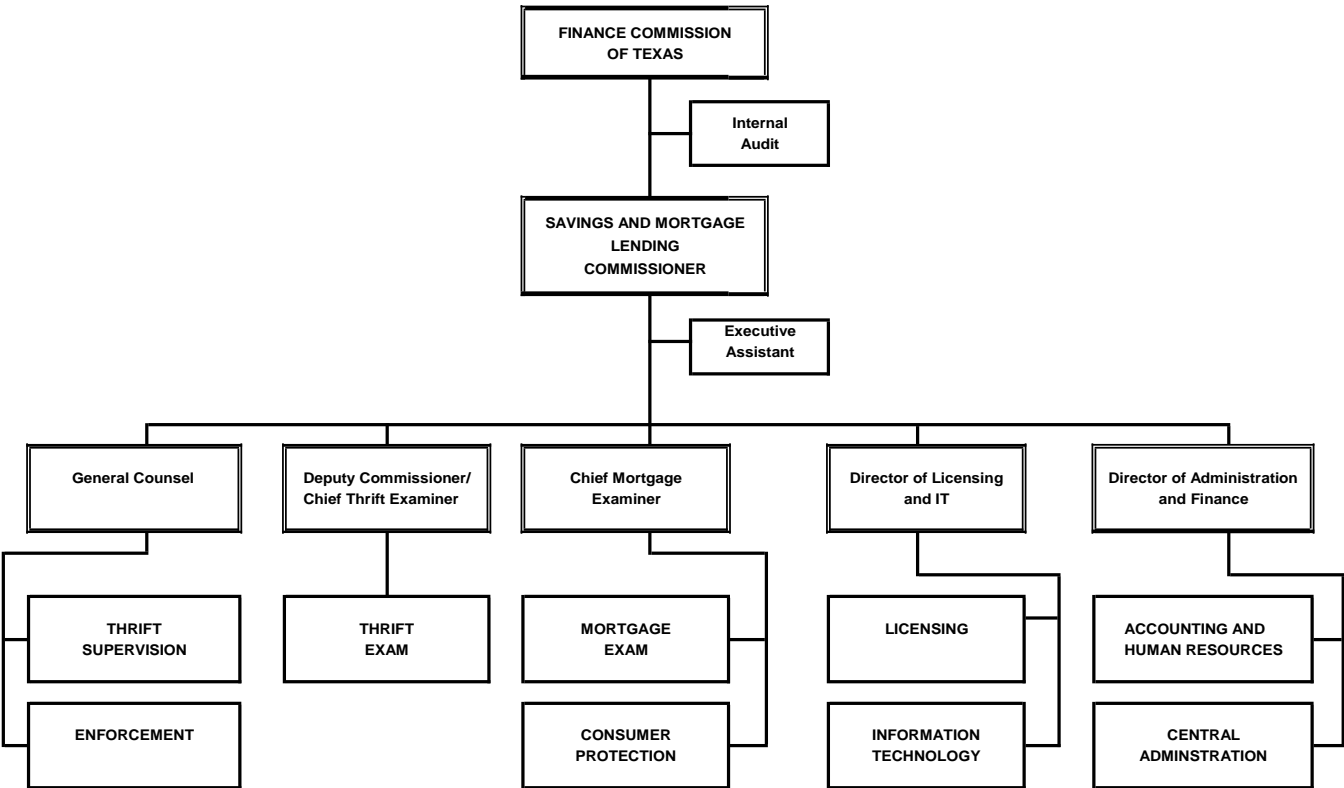 FINANCE COMMISSION
OF TEXAS
Internal
Audit
SAVINGS AND MORTGAGE
LENDING
COMMISSIONER
Executive
Assistant
General Counsel
Deputy Commissioner/
Chief Thrift Examiner
Chief Mortgage
Examiner
Director of Licensing
and IT
Director of Administration
and Finance
THRIFT
SUPERVISION
THRIFT
EXAM
MORTGAGE
EXAM
LICENSING
ACCOUNTING AND
HUMAN RESOURCES
ENFORCEMENT
CONSUMER
PROTECTION
INFORMATION
TECHNOLOGY
CENTRAL
ADMINSTRATION